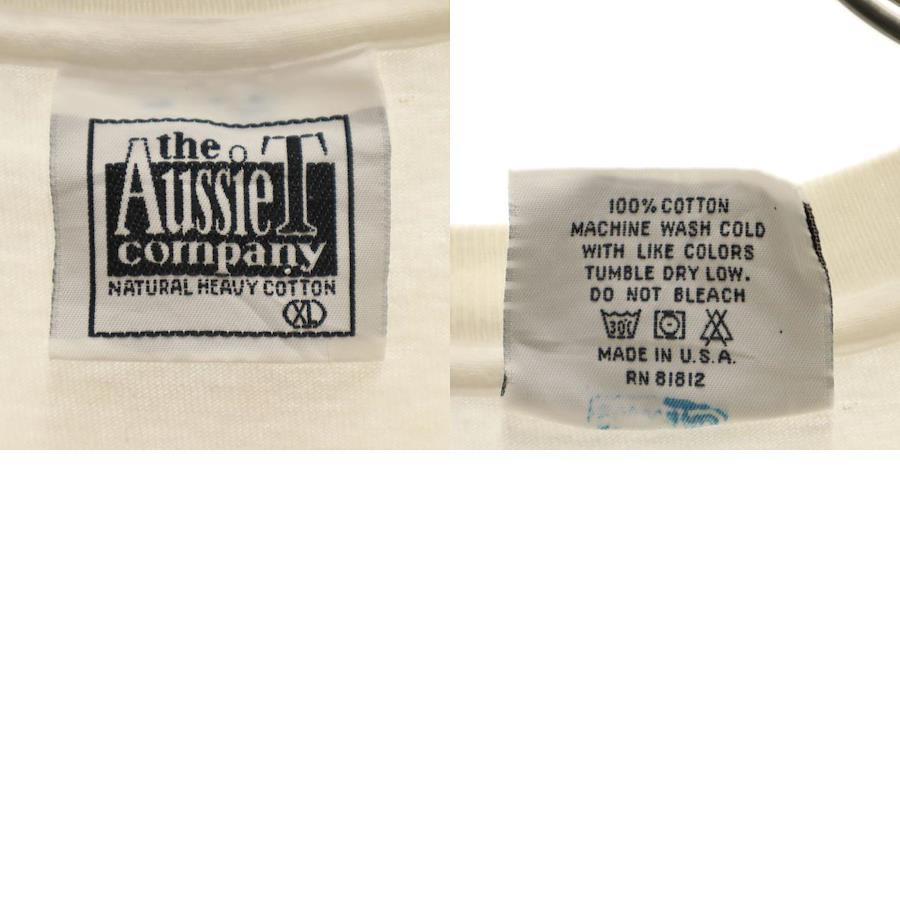 the
Aussie T
company
NATURAL HEAVY COTTON
XL
100% COTTON
MACHINE WASH COLD
WITH LIKE COLORS
TUMBLE DRY LOW.
DO NOT BLEACH
30°C
MADE IN U.S.A.
RN 81812